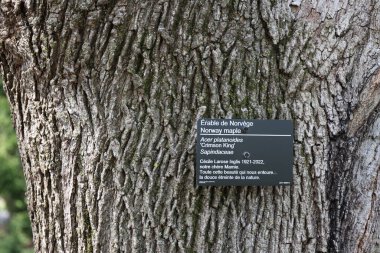 Érable de Norvège
Norway maple
Acer platanoides
'Crimson King'
Sapindaceae
Cécile Larose Inglis 1921-2022,
notre chère Mamie.
Toute cette beauté qui nous entoure...
la douce étreinte de la nature.